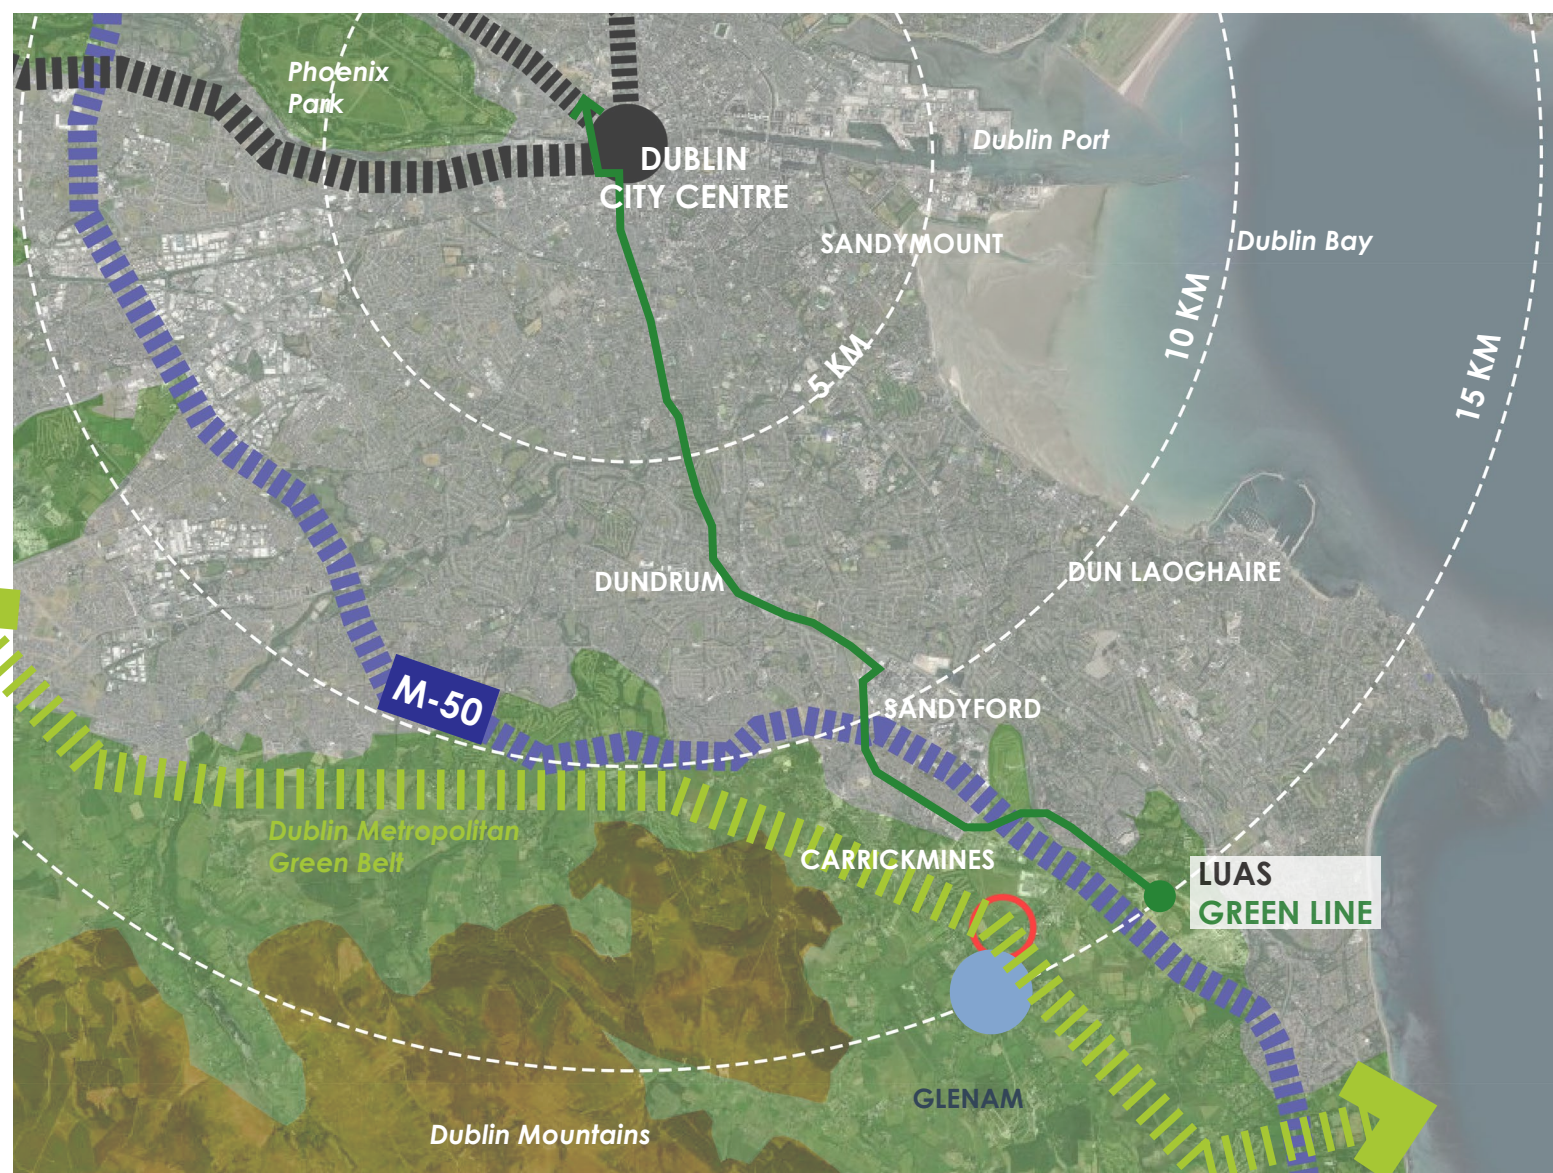 Phoenix
Park
DUBLIN
CITY CENTRE
Dublin Port
SANDYMOUNT
Dublin Bay
10 KM
5 KM
15 KM
DUNDRUM
DUN LAOGHAIRE
M-50
SANDYFORD
Dublin Metropolitan
Green Belt
CARRICKMINES
LUAS
GREEN LINE
GLENAM
Dublin Mountains